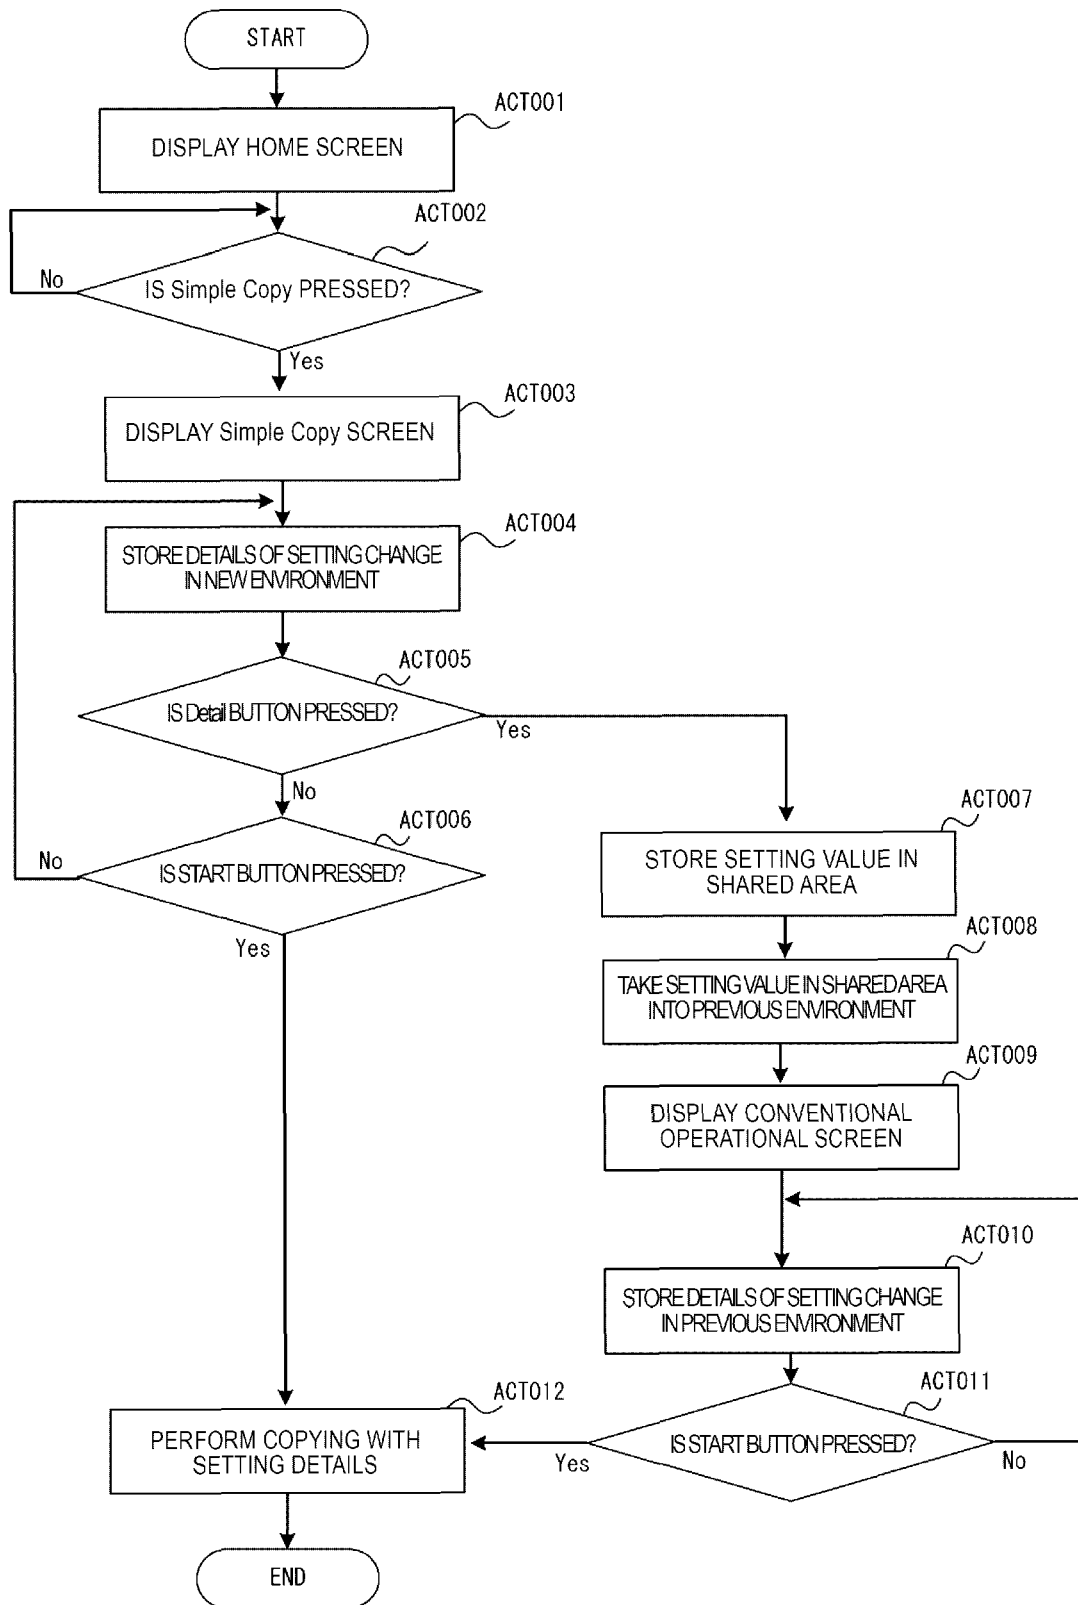 START
ACT001
DISPLAY HOME SCREEN
ACT002
IS Simple Copy PRESSED?
No
Yes
ACT003
DISPLAY Simple Copy SCREEN
ACT004
STORE DETAILS OF SETTING CHANGE
IN NEW ENVIRONMENT
ACT005
IS Detail BUTTON PRESSED?
Yes
No
ACT006
IS START BUTTON PRESSED?
No
Yes
ACT007
STORE SETTING VALUE IN
SHARED AREA
ACT008
TAKE SETTING VALUE IN SHARED AREA
INTO PREVIOUS ENVIRONMENT
ACT009
DISPLAY CONVENTIONAL
OPERATIONAL SCREEN
ACT010
STORE DETAILS OF SETTING CHANGE
IN PREVIOUS ENVIRONMENT
ACT011
IS START BUTTON PRESSED?
Yes
No
ACT012
PERFORM COPYING WITH
SETTING DETAILS
END